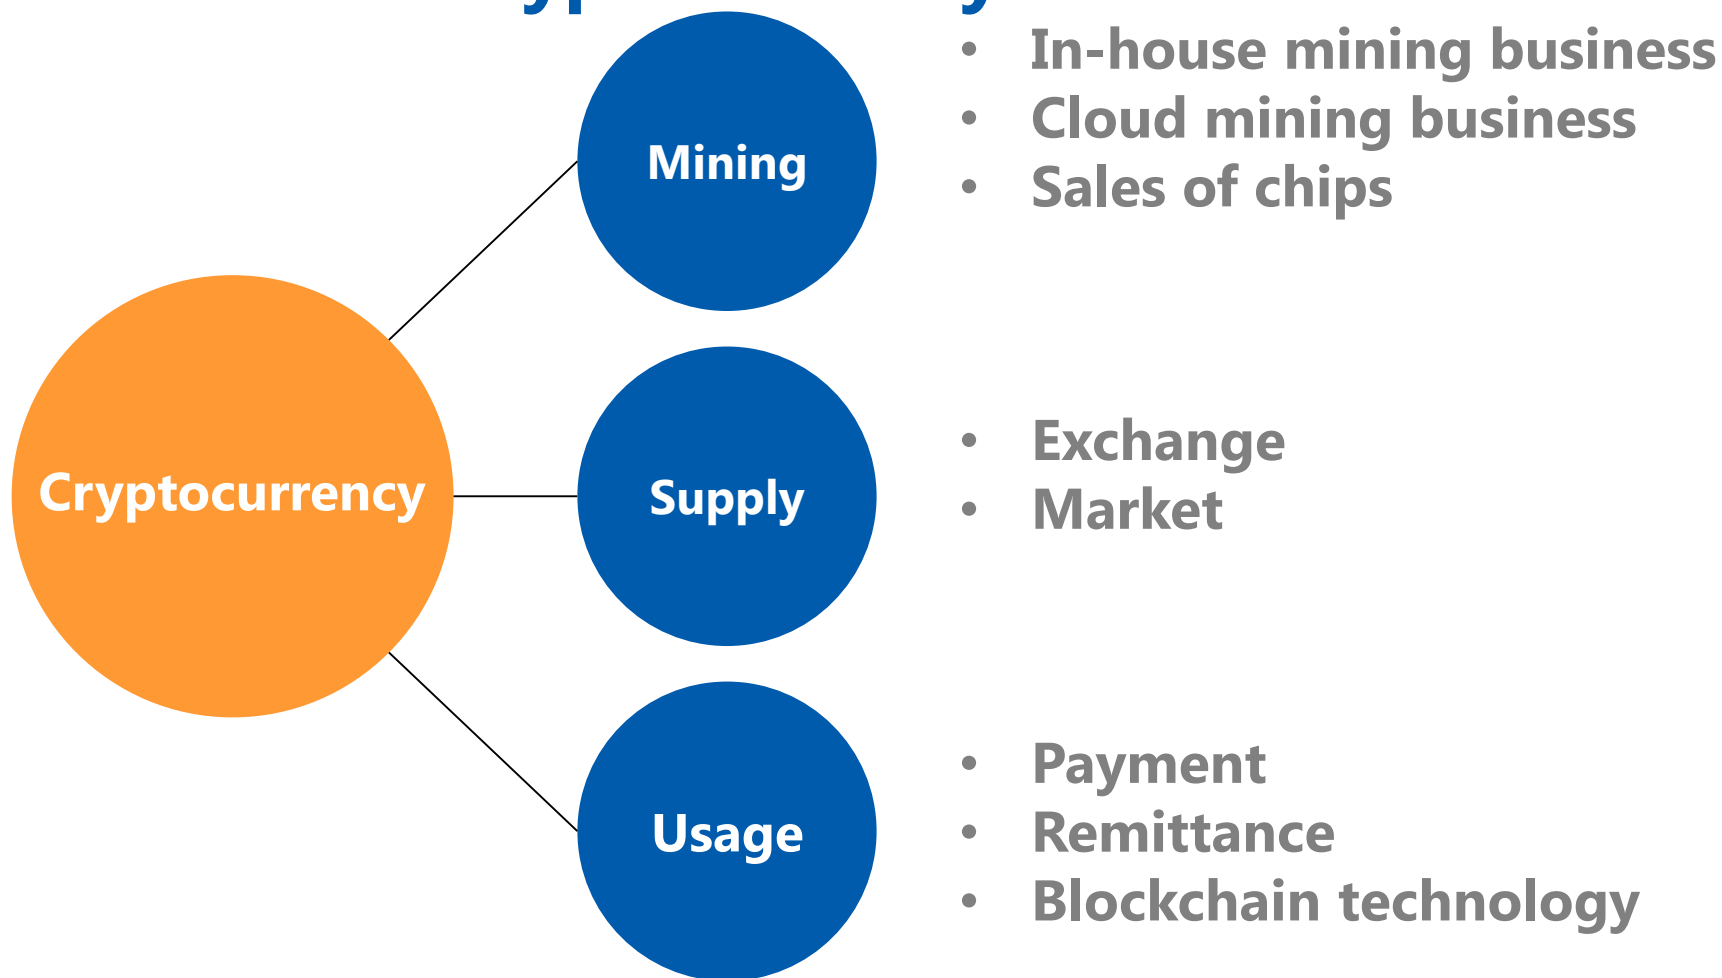 Cryptocurrency
Mining
• In-house mining business
• Cloud mining business
• Sales of chips
Supply
• Exchange
• Market
Usage
• Payment
• Remittance
• Blockchain technology